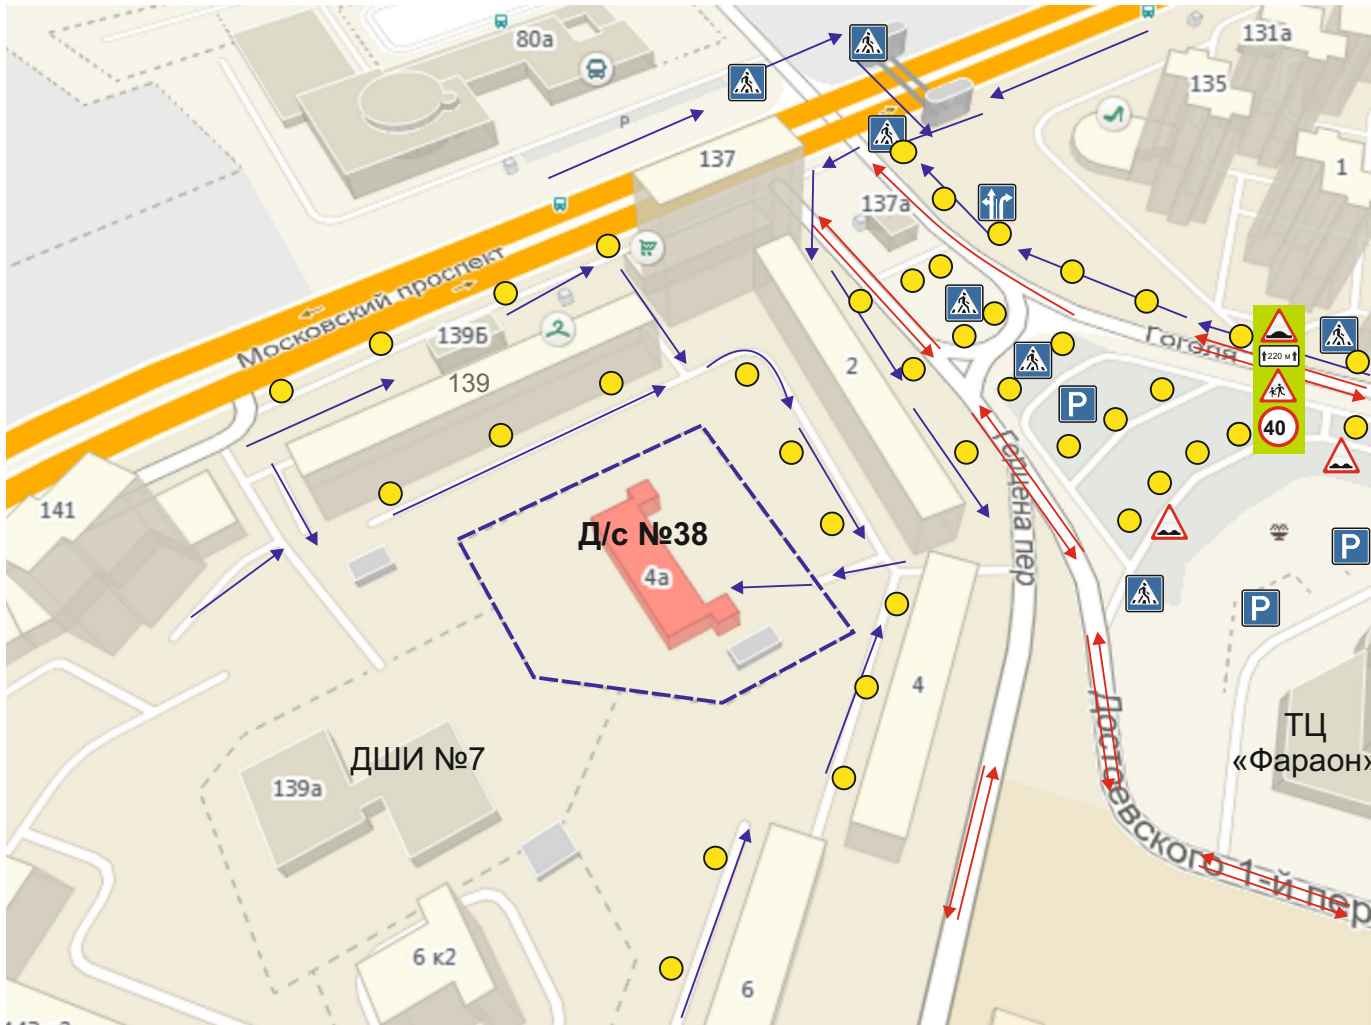 80а
131а
135
Р
137
1
137а
Московский проспект
139Б
Гоголя
220 м
139
2
Р
40
Герцена пер
141
Д/с №38
Р
4а
Р
4
ТЦ
«Фараон»
ДШИ №7
139а
Достоевского 1-й пер
6 к2
6